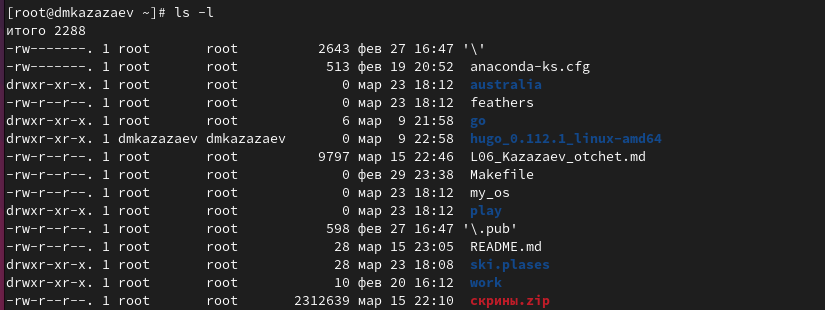 [root@dmkazazaev ~]# ls -l
итого 2288
-rw-------. 1 root       root          2643 фев 27 16:47 '\'
-rw-------. 1 root       root           513 фев 19 20:52  anaconda-ks.cfg
drwxr-xr-x. 1 root       root             0 мар 23 18:12  australia
-rw-r--r--. 1 root       root             0 мар 23 18:12  feathers
drwxr-xr-x. 1 root       root             6 мар  9 21:58  go
drwxr-xr-x. 1 dmkazazaev dmkazazaev       0 мар  9 22:58  hugo_0.112.1_linux-amd64
-rw-r--r--. 1 root       root          9797 мар 15 22:46  L06_Kazazaev_otchet.md
-rw-r--r--. 1 root       root             0 фев 29 23:38  Makefile
-rw-r--r--. 1 root       root             0 мар 23 18:12  my_os
drwxr-xr-x. 1 root       root             0 мар 23 18:12  play
-rw-r--r--. 1 root       root           598 фев 27 16:47 '\.pub'
-rw-r--r--. 1 root       root            28 мар 15 23:05  README.md
drwxr-xr-x. 1 root       root            28 мар 23 18:08  ski.plases
drwxr-xr-x. 1 root       root            10 фев 20 16:12  work
-rw-r--r--. 1 root       root       2312639 мар 15 22:10  скрины.zip